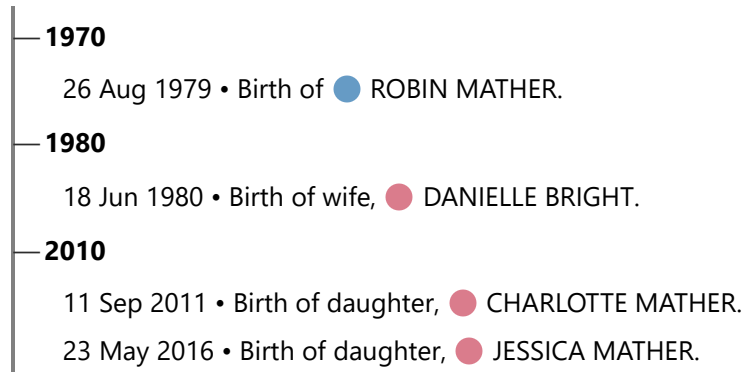 1970
26 Aug 1979 • Birth of ROBIN MATHER.
1980
18 Jun 1980 • Birth of wife, DANIELLE BRIGHT.
2010
11 Sep 2011 • Birth of daughter, CHARLOTTE MATHER.
23 May 2016 • Birth of daughter, JESSICA MATHER.